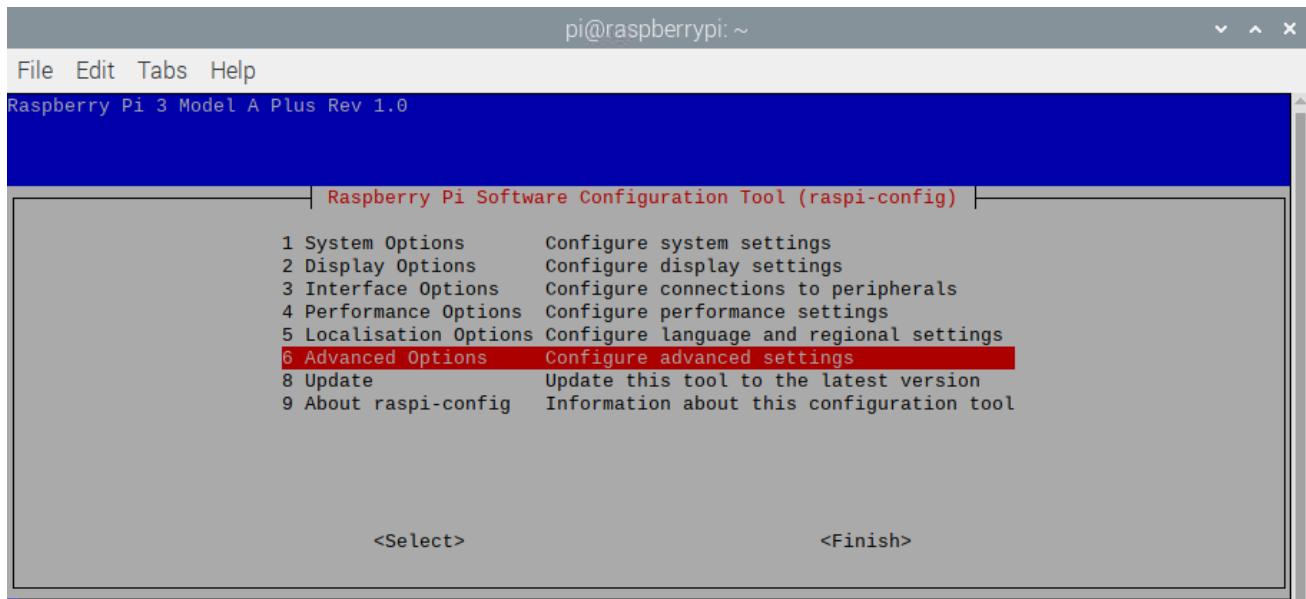 pi@raspberrypi: ~
File Edit Tabs Help
Raspberry Pi 3 Model A Plus Rev 1.0
Raspberry Pi Software Configuration Tool (raspi-config)
1 System Options Configure system settings
2 Display Options Configure display settings
3 Interface Options Configure connections to peripherals
4 Performance Options Configure performance settings
5 Localisation Options Configure language and regional settings
6 Advanced Options Configure advanced settings
8 Update Update this tool to the latest version
9 About raspi-config Information about this configuration tool
<Select> <Finish>